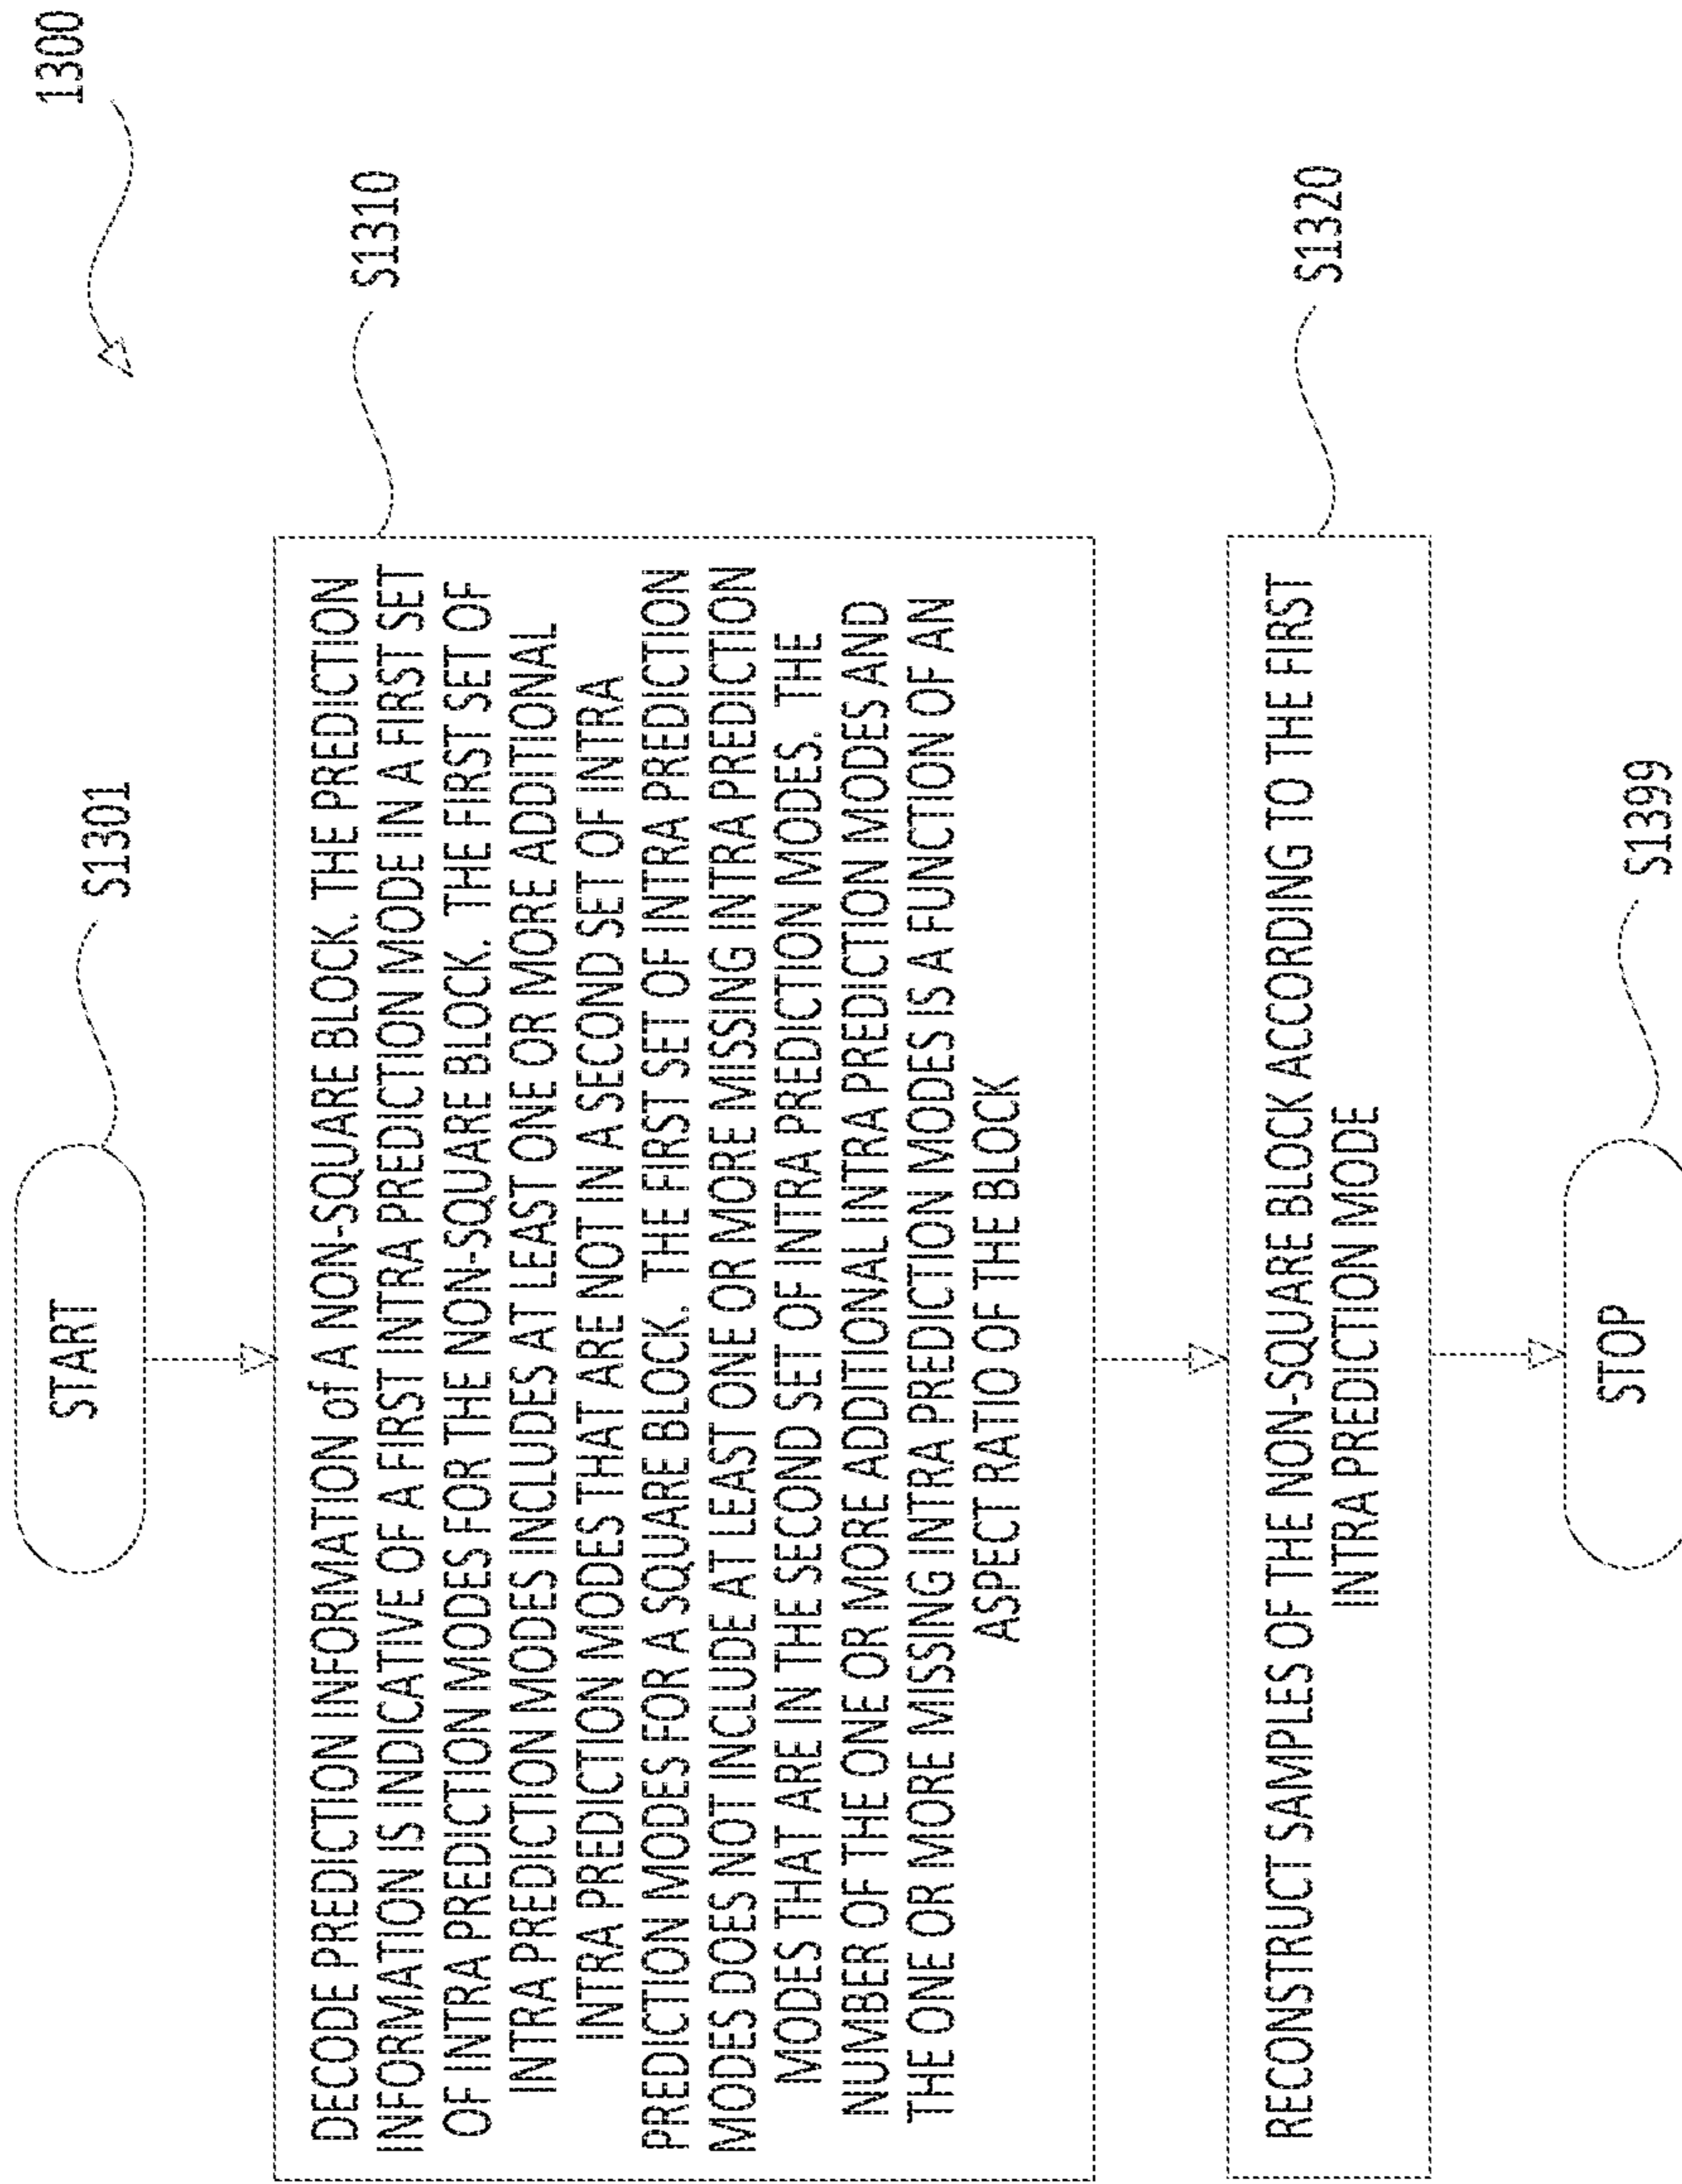 1300
START
S1301
DECODE PREDICTION INFORMATION of A NON-SQUARE BLOCK. THE PREDICTION
INFORMATION IS INDICATIVE OF A FIRST INTRA PREDICTION MODE IN A FIRST SET
OF INTRA PREDICTION MODES FOR THE NON-SQUARE BLOCK. THE FIRST SET OF
INTRA PREDICTION MODES INCLUDES AT LEAST ONE OR MORE ADDITIONAL
INTRA PREDICTION MODES THAT ARE NOT IN A SECOND SET OF INTRA
PREDICTION MODES FOR A SQUARE BLOCK. THE FIRST SET OF INTRA PREDICTION
MODES DOES NOT INCLUDE AT LEAST ONE OR MORE MISSING INTRA PREDICTION
MODES THAT ARE IN THE SECOND SET OF INTRA PREDICTION MODES. THE
NUMBER OF THE ONE OR MORE ADDITIONAL INTRA PREDICTION MODES AND
THE ONE OR MORE MISSING INTRA PREDICTION MODES IS A FUNCTION OF AN
ASPECT RATIO OF THE BLOCK
S1310
RECONSTRUCT SAMPLES OF THE NON-SQUARE BLOCK ACCORDING TO THE FIRST
INTRA PREDICTION MODE
S1320
STOP
S1399